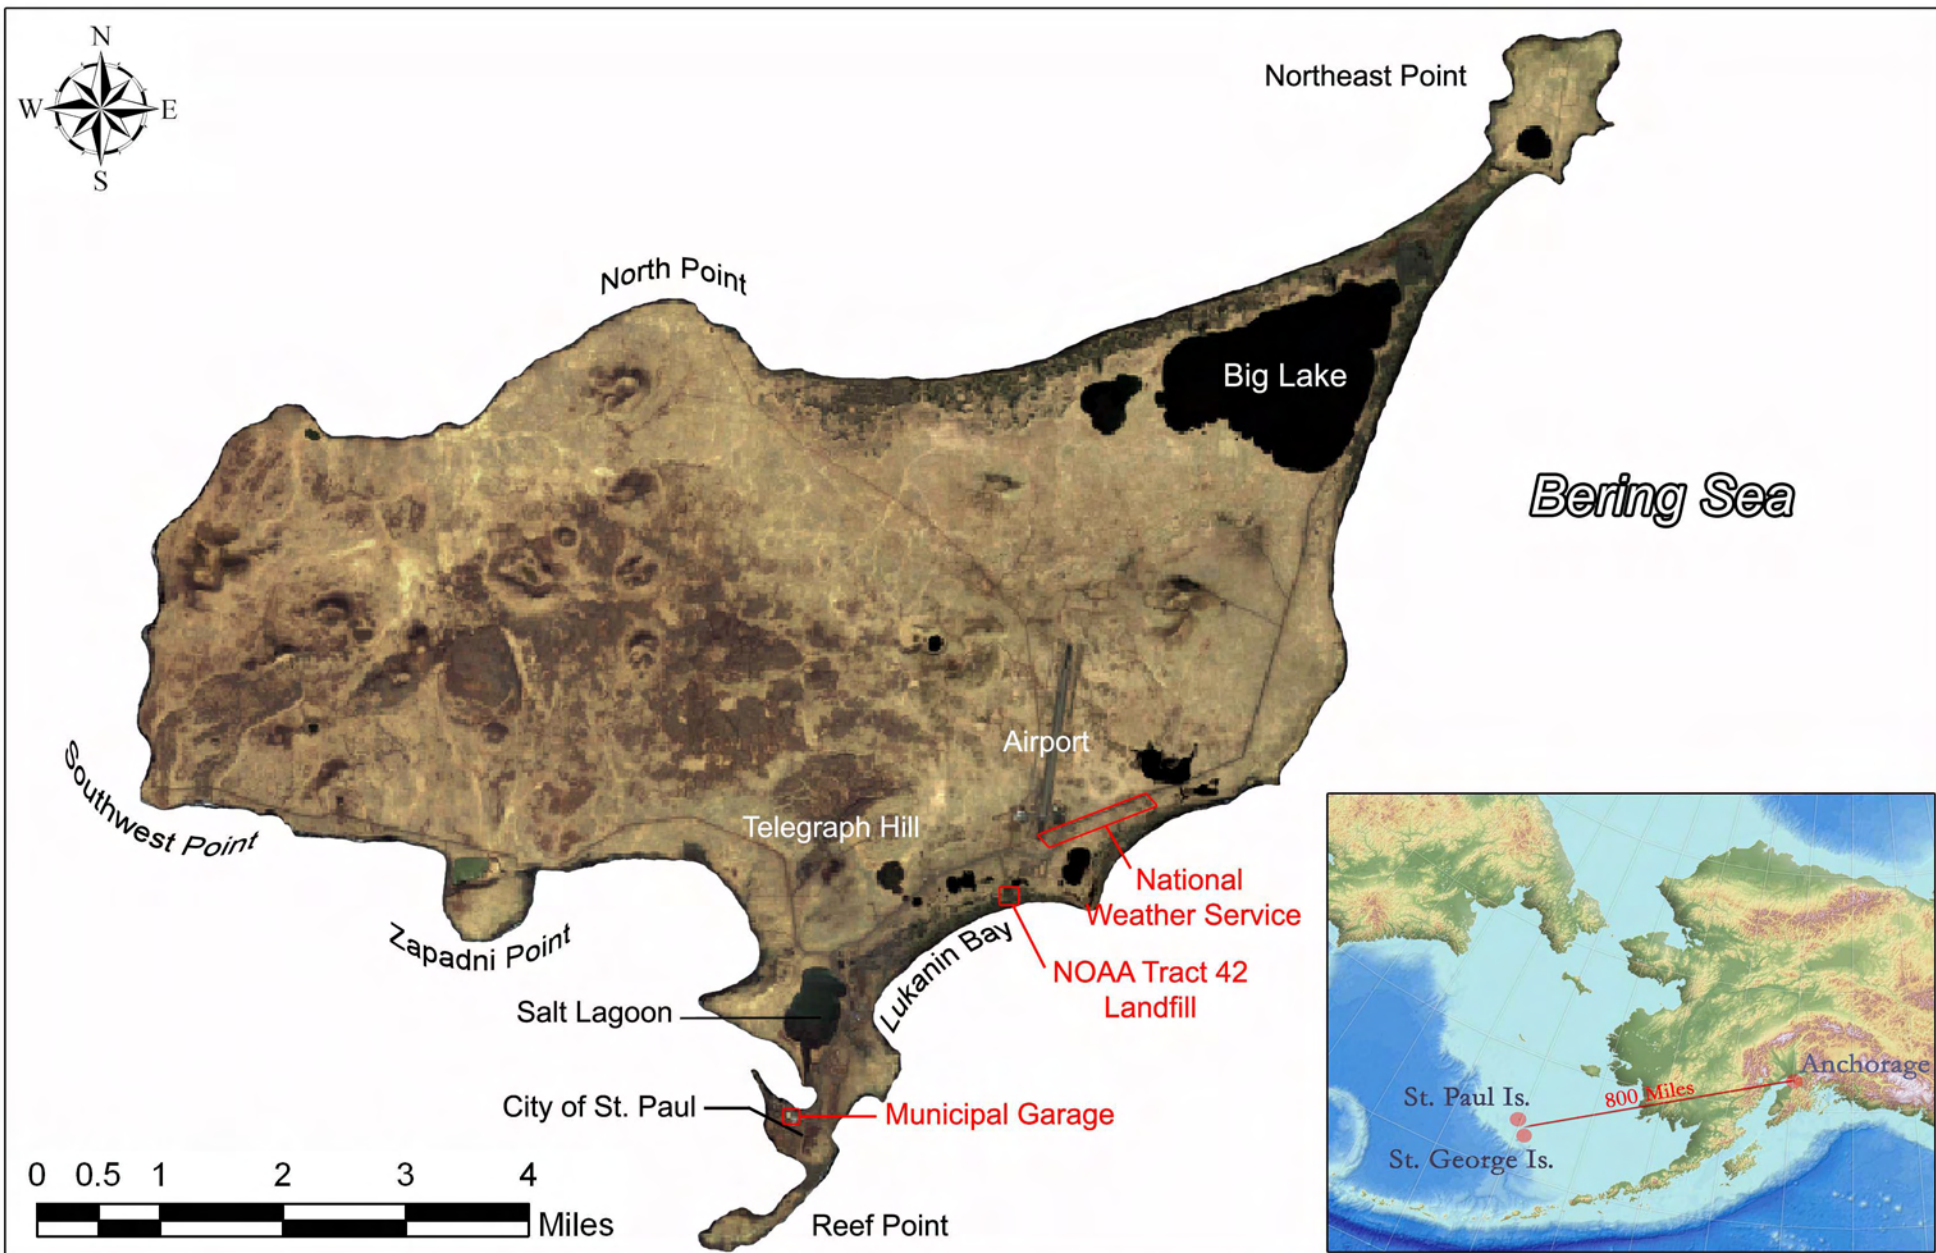 N
W E
S
Northeast Point
North Point
Big Lake
Bering Sea
Airport
Southwest Point
Telegraph Hill
National
Weather Service
Zapadni Point
Lukanin Bay
NOAA Tract 42
Landfill
Salt Lagoon
City of St. Paul
Municipal Garage
Reef Point
0 0.5 1 2 3 4
Miles
Anchorage
800 Miles
St. Paul Is.
St. George Is.